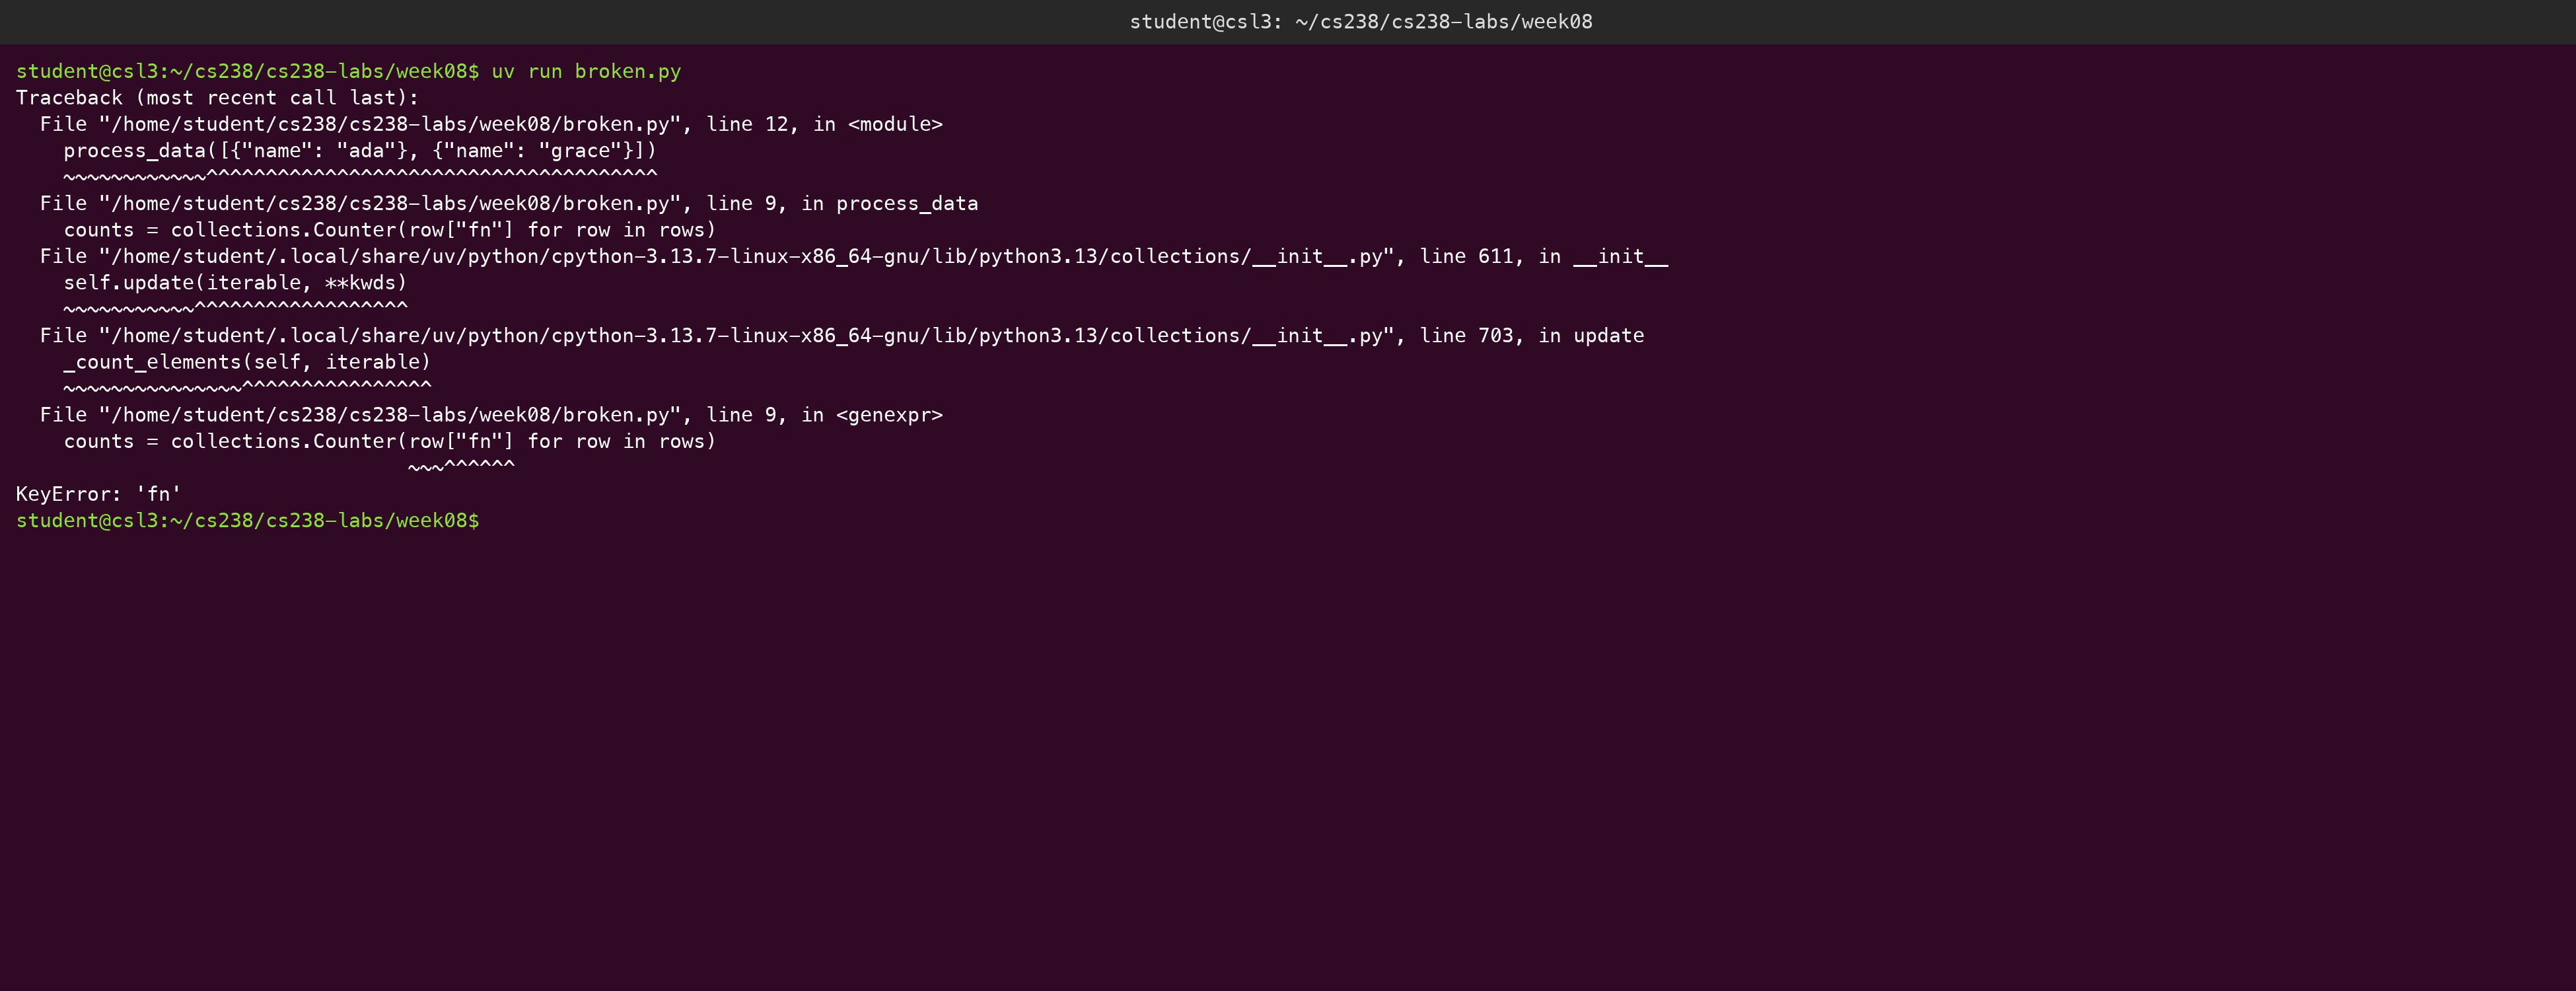 student@csl3: ~/cs238/cs238-labs/week08
student@csl3:~/cs238/cs238-labs/week08$ uv run broken.py
Traceback (most recent call last):
  File "/home/student/cs238/cs238-labs/week08/broken.py", line 12, in <module>
    process_data([{"name": "ada"}, {"name": "grace"}])
    ~~~~~~~~~~~~^^^^^^^^^^^^^^^^^^^^^^^^^^^^^^^^^^^^^^
  File "/home/student/cs238/cs238-labs/week08/broken.py", line 9, in process_data
    counts = collections.Counter(row["fn"] for row in rows)
  File "/home/student/.local/share/uv/python/cpython-3.13.7-linux-x86_64-gnu/lib/python3.13/collections/__init__.py", line 611, in __init__
    self.update(iterable, **kwds)
    ~~~~~~~~~~~^^^^^^^^^^^^^^^^^^
  File "/home/student/.local/share/uv/python/cpython-3.13.7-linux-x86_64-gnu/lib/python3.13/collections/__init__.py", line 703, in update
    _count_elements(self, iterable)
    ~~~~~~~~~~~~~~~^^^^^^^^^^^^^^^^
  File "/home/student/cs238/cs238-labs/week08/broken.py", line 9, in <genexpr>
    counts = collections.Counter(row["fn"] for row in rows)
                                 ~~~^^^^^^
KeyError: 'fn'
student@csl3:~/cs238/cs238-labs/week08$